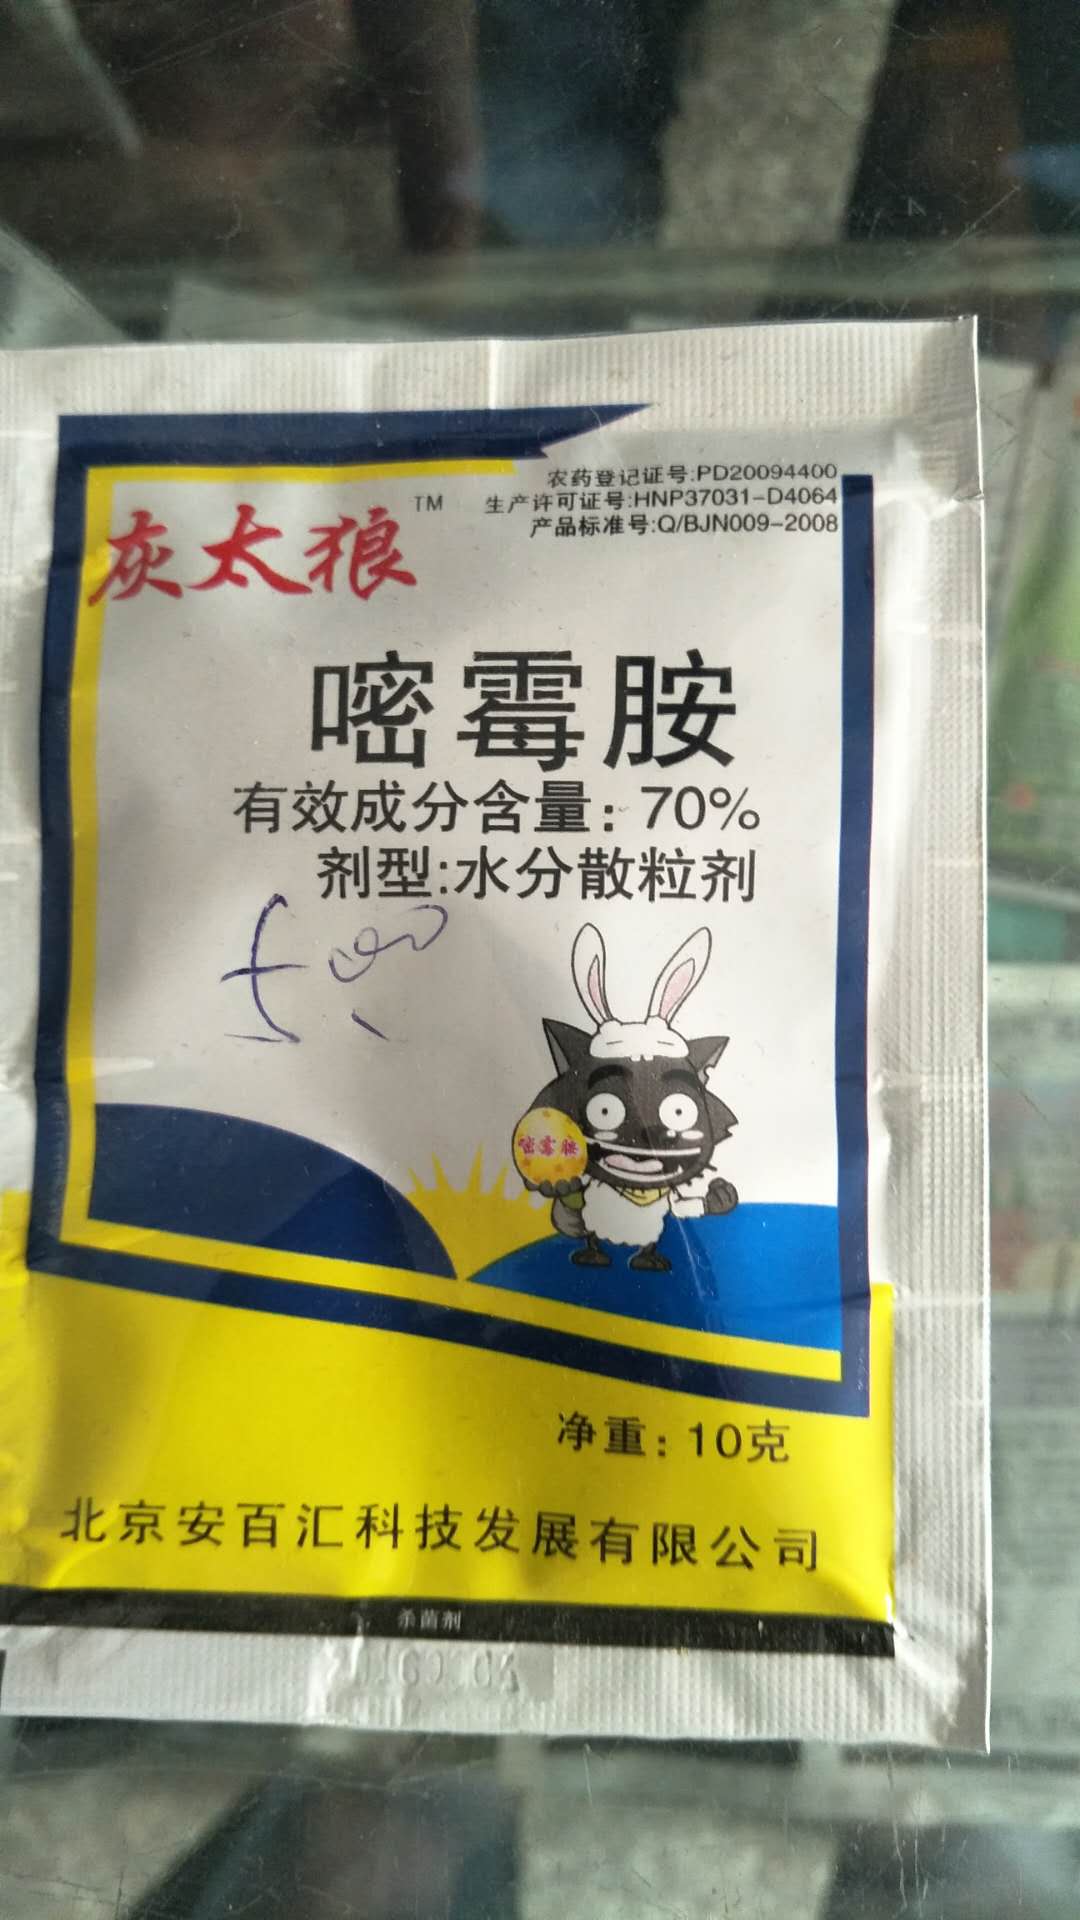 农药登记证号:PD20094400
生产许可证号:HNP37031-D4064
产品标准号:Q/BJN009-2008
灰太狼TM
嘧霉胺
有效成分含量: 70%
剂型:水分散粒剂
嘧霉胺
净重: 10克
北京安百汇科技发展有限公司
杀菌剂